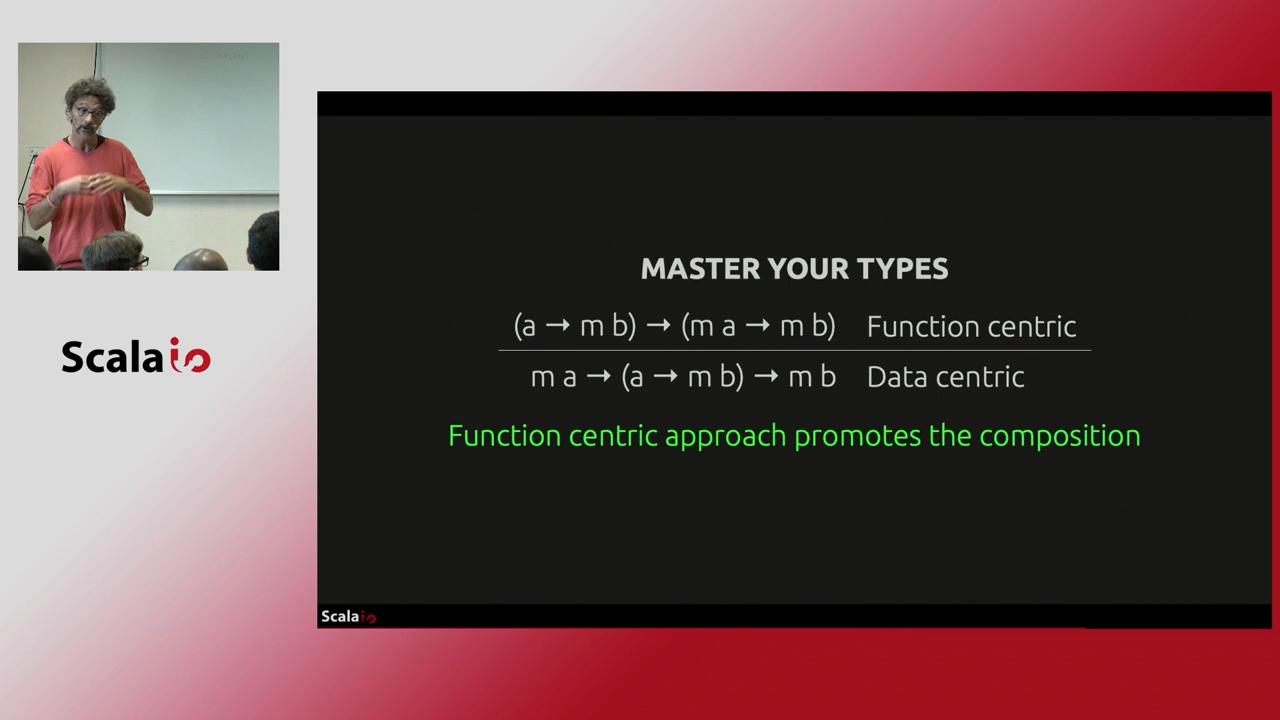 Scala io
MASTER YOUR TYPES
(a → m b) → (m a → m b) Function centric
m a → (a → m b) → m b Data centric
Function centric approach promotes the composition
Scala io